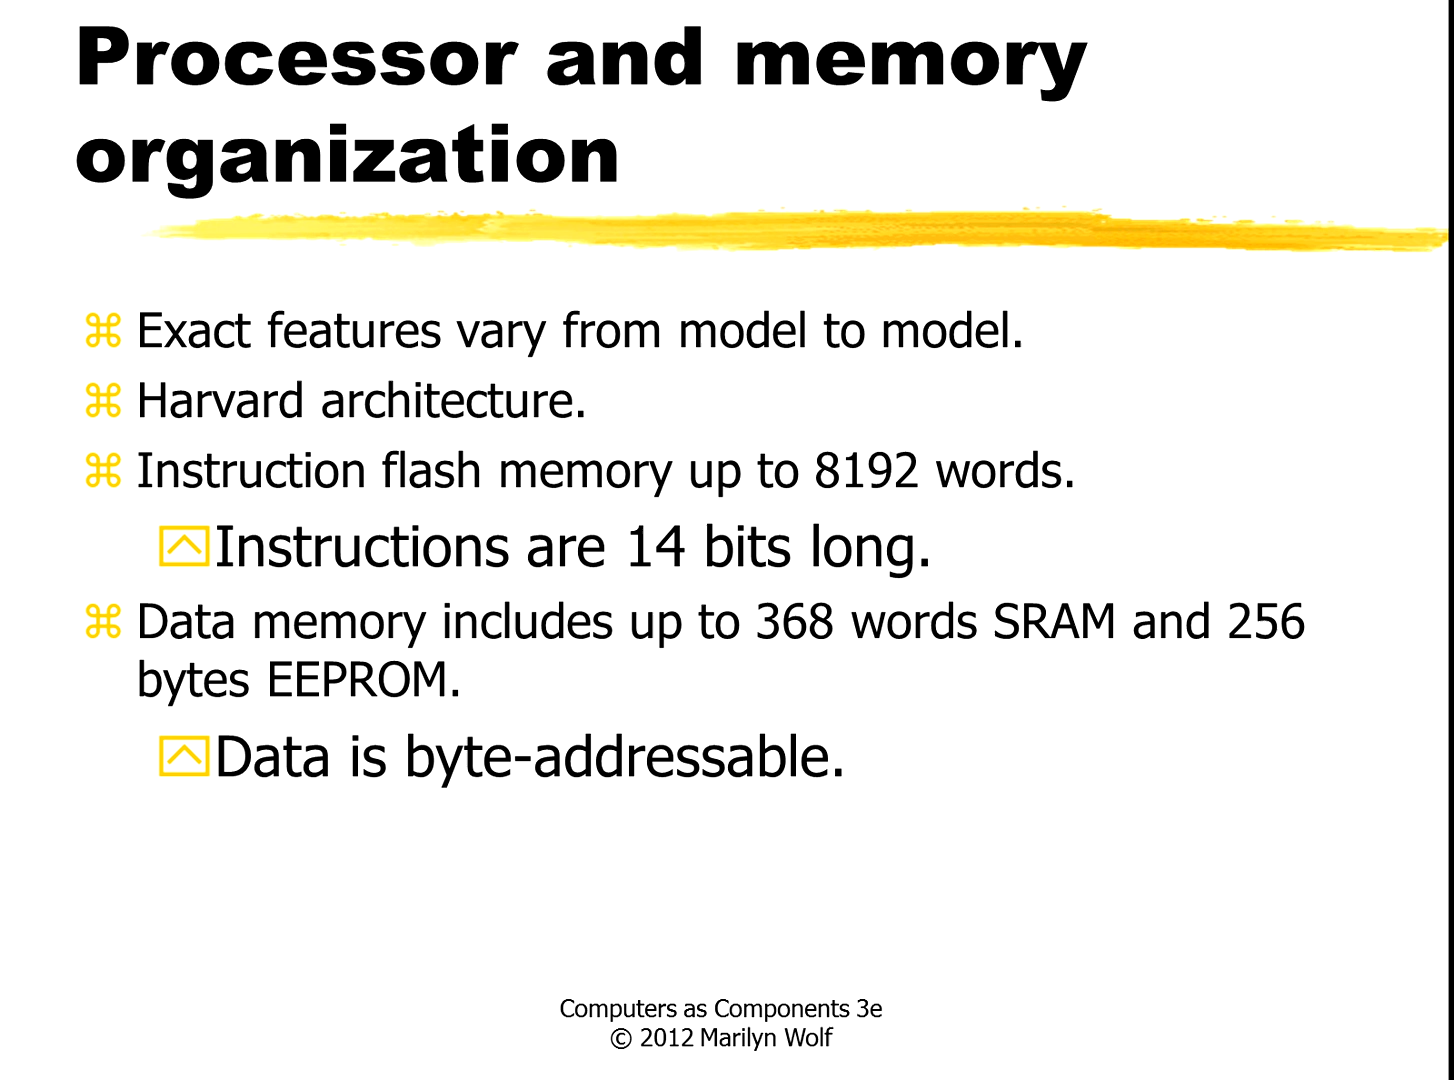 Processor and memory
organization
⌘ Exact features vary from model to model.
⌘ Harvard architecture.
⌘ Instruction flash memory up to 8192 words.
Instructions are 14 bits long.
⌘ Data memory includes up to 368 words SRAM and 256
bytes EEPROM.
Data is byte-addressable.
Computers as Components 3e
© 2012 Marilyn Wolf